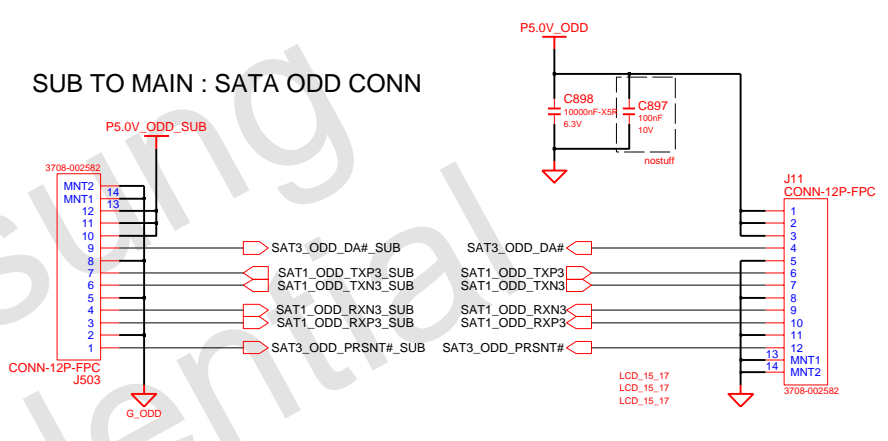 P5.0V_ODD
SUB TO MAIN : SATA ODD CONN
C898
10000nF-X5R
6.3V
C897
100nF
10V
nostuff
P5.0V_ODD_SUB
3708-002582
MNT2
MNT1
14
13
12
11
10
9
8
7
6
5
4
3
2
1
CONN-12P-FPC
J503
G_ODD
SAT3_ODD_DA#_SUB
SAT1_ODD_TXP3_SUB
SAT1_ODD_TXN3_SUB
SAT1_ODD_RXN3_SUB
SAT1_ODD_RXP3_SUB
SAT3_ODD_PRSNT#_SUB
SAT3_ODD_DA#
SAT1_ODD_TXP3
SAT1_ODD_TXN3
SAT1_ODD_RXN3
SAT1_ODD_RXP3
SAT3_ODD_PRSNT#
LCD_15_17
LCD_15_17
LCD_15_17
J11
CONN-12P-FPC
1
2
3
4
5
6
7
8
9
10
11
12
13
MNT1
14
MNT2
3708-002582
sung
dential